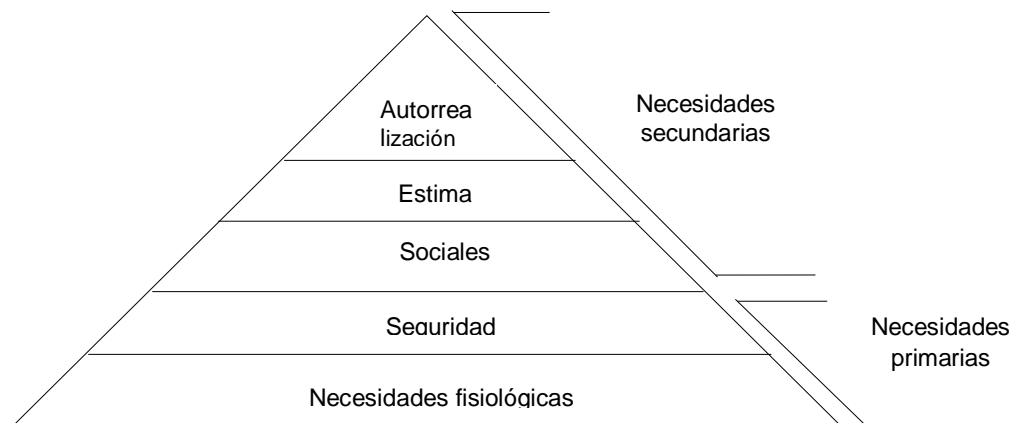 Autorrea
lización
Necesidades
secundarias
Estima
Sociales
Seguridad
Necesidades
primarias
Necesidades fisiológicas